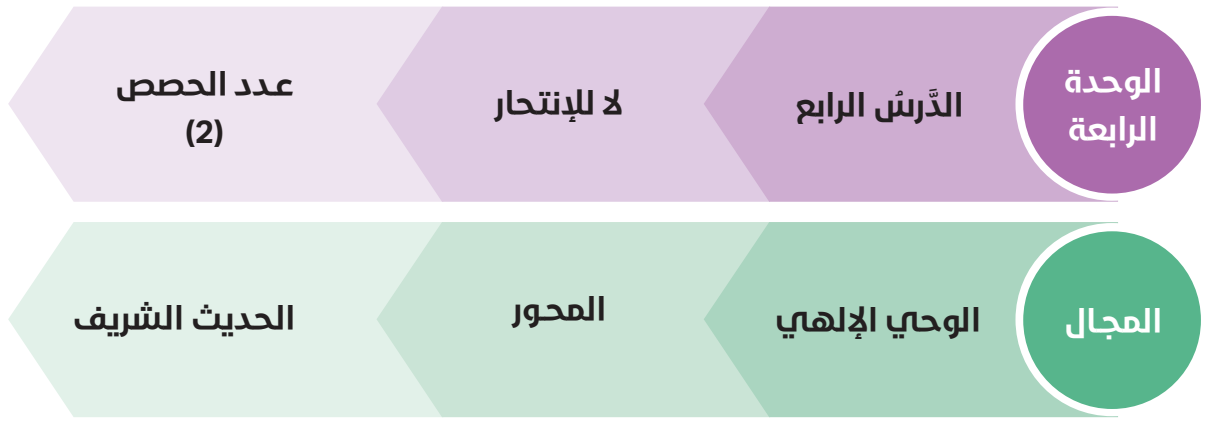 الوحدة
الرابعة
الدَّرسُ الرابع
لا للإنتحار
عدد الحصص
(2)
المجال
الوحي الإلهي
المحور
الحديث الشريف